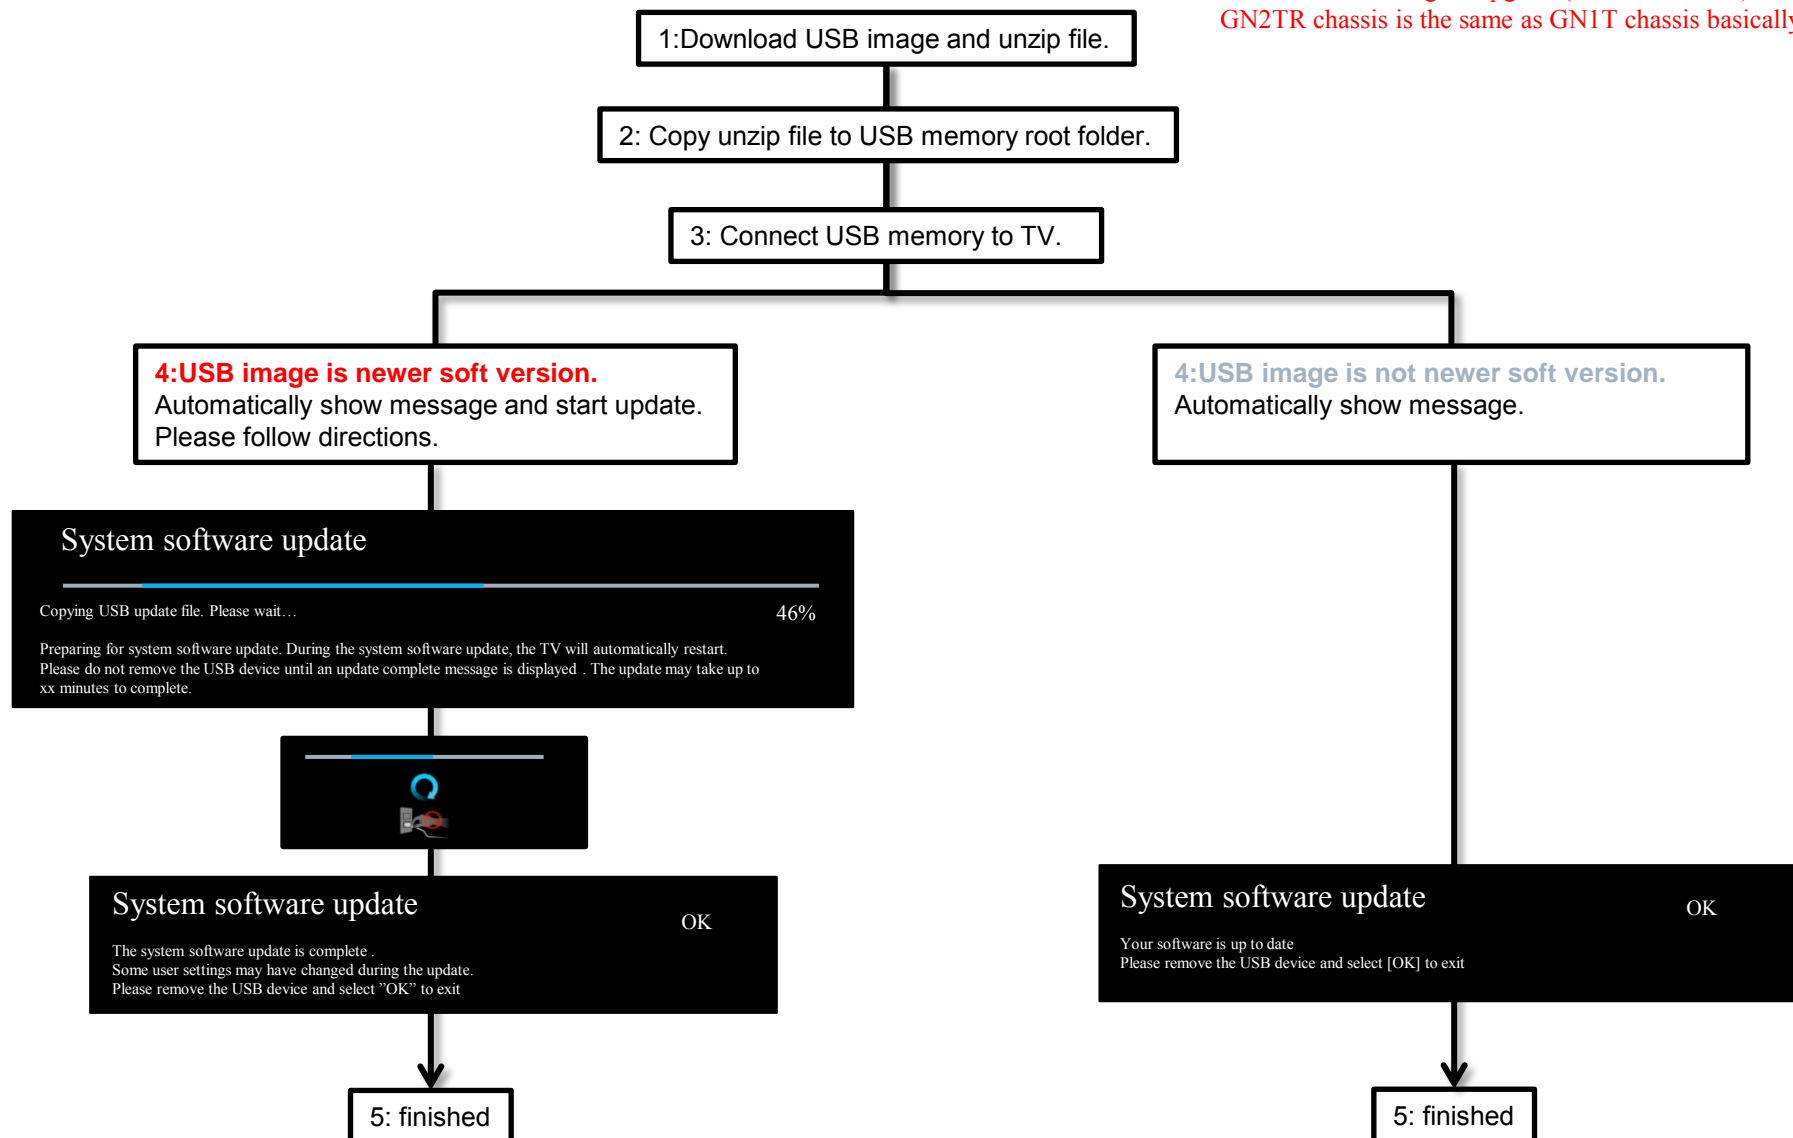 GN2TR chassis is the same as GN1T chassis basically
1:Download USB image and unzip file.
2: Copy unzip file to USB memory root folder.
3: Connect USB memory to TV.
4:USB image is newer soft version.
Automatically show message and start update.
Please follow directions.
4:USB image is not newer soft version.
Automatically show message.
System software update
Copying USB update file. Please wait…
46%
Preparing for system software update. During the system software update, the TV will automatically restart.
Please do not remove the USB device until an update complete message is displayed . The update may take up to
xx minutes to complete.
System software update
OK
The system software update is complete .
Some user settings may have changed during the update.
Please remove the USB device and select ”OK” to exit
System software update
OK
Your software is up to date
Please remove the USB device and select [OK] to exit
5: finished
5: finished